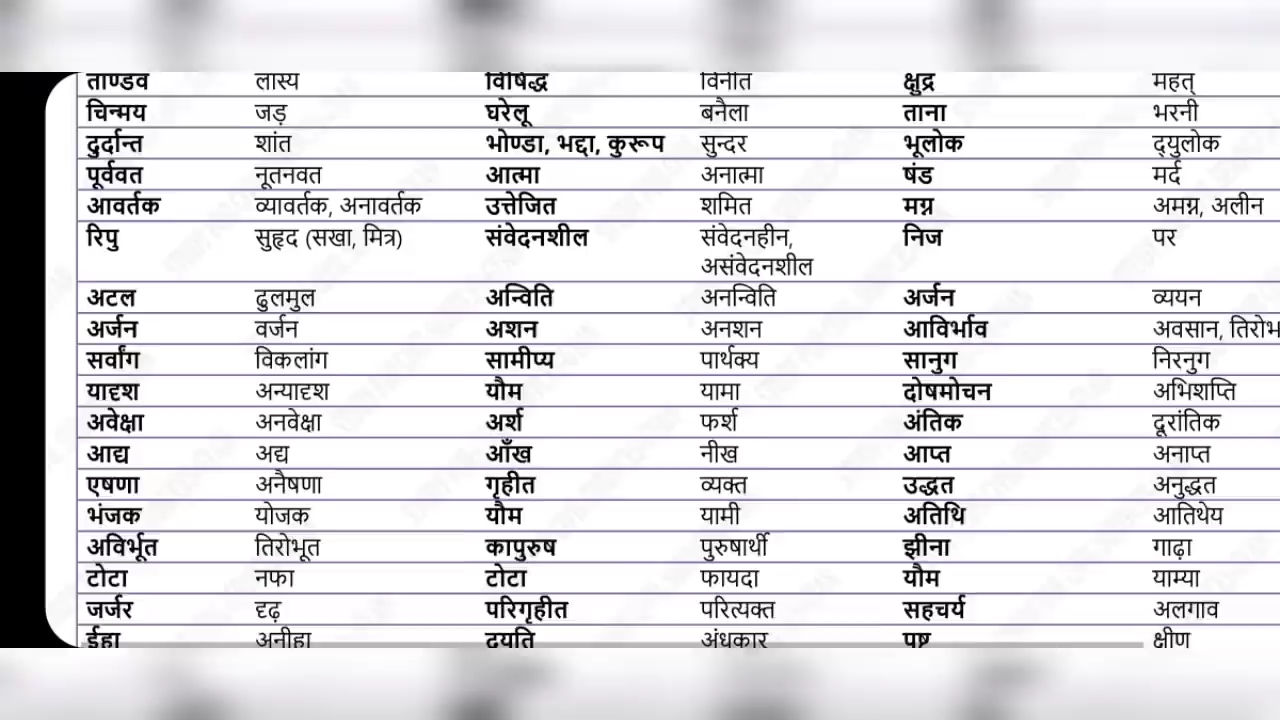 ताण्डव लास्य विषिद्ध विनीत क्षुद्र महत्
चिन्मय जड़ घरेलू बनैला ताना भरनी
दुर्दान्त शांत भोण्डा, भद्दा, कुरूप सुन्दर भूलोक द्युलोक
पूर्ववत नूतनवत आत्मा अनात्मा षंड मर्द
आवर्तक व्यावर्तक, अनावर्तक उत्तेजित शमित मग्न अमग्न, अलीन
रिपु सुहृद (सखा, मित्र) संवेदनशील संवेदनहीन, निज पर
असंवेदनशील
अटल ढुलमुल अन्विति अनन्विति अर्जन व्ययन
अर्जन वर्जन अशन अनशन आविर्भाव अवसान, तिरोभ
सर्वांग विकलांग सामीप्य पार्थक्य सानुग निरनुग
यादृश अन्यादृश यौम यामा दोषमोचन अभिशप्ति
अवेक्षा अनवेक्षा अर्श फर्श अंतिक दूरांतिक
आद्य अद्य आँख नीख आप्त अनाप्त
एषणा अनैषणा गृहीत व्यक्त उद्धत अनुद्धत
भंजक योजक यौम यामी अतिथि आतिथेय
अविर्भूत तिरोभूत कापुरुष पुरुषार्थी झीना गाढ़ा
टोटा नफा टोटा फायदा यौम याम्या
जर्जर दृढ़ परिगृहीत परित्यक्त सहचर्य अलगाव
ईहा अनीहा द्युति अंधकार पुष्ट क्षीण